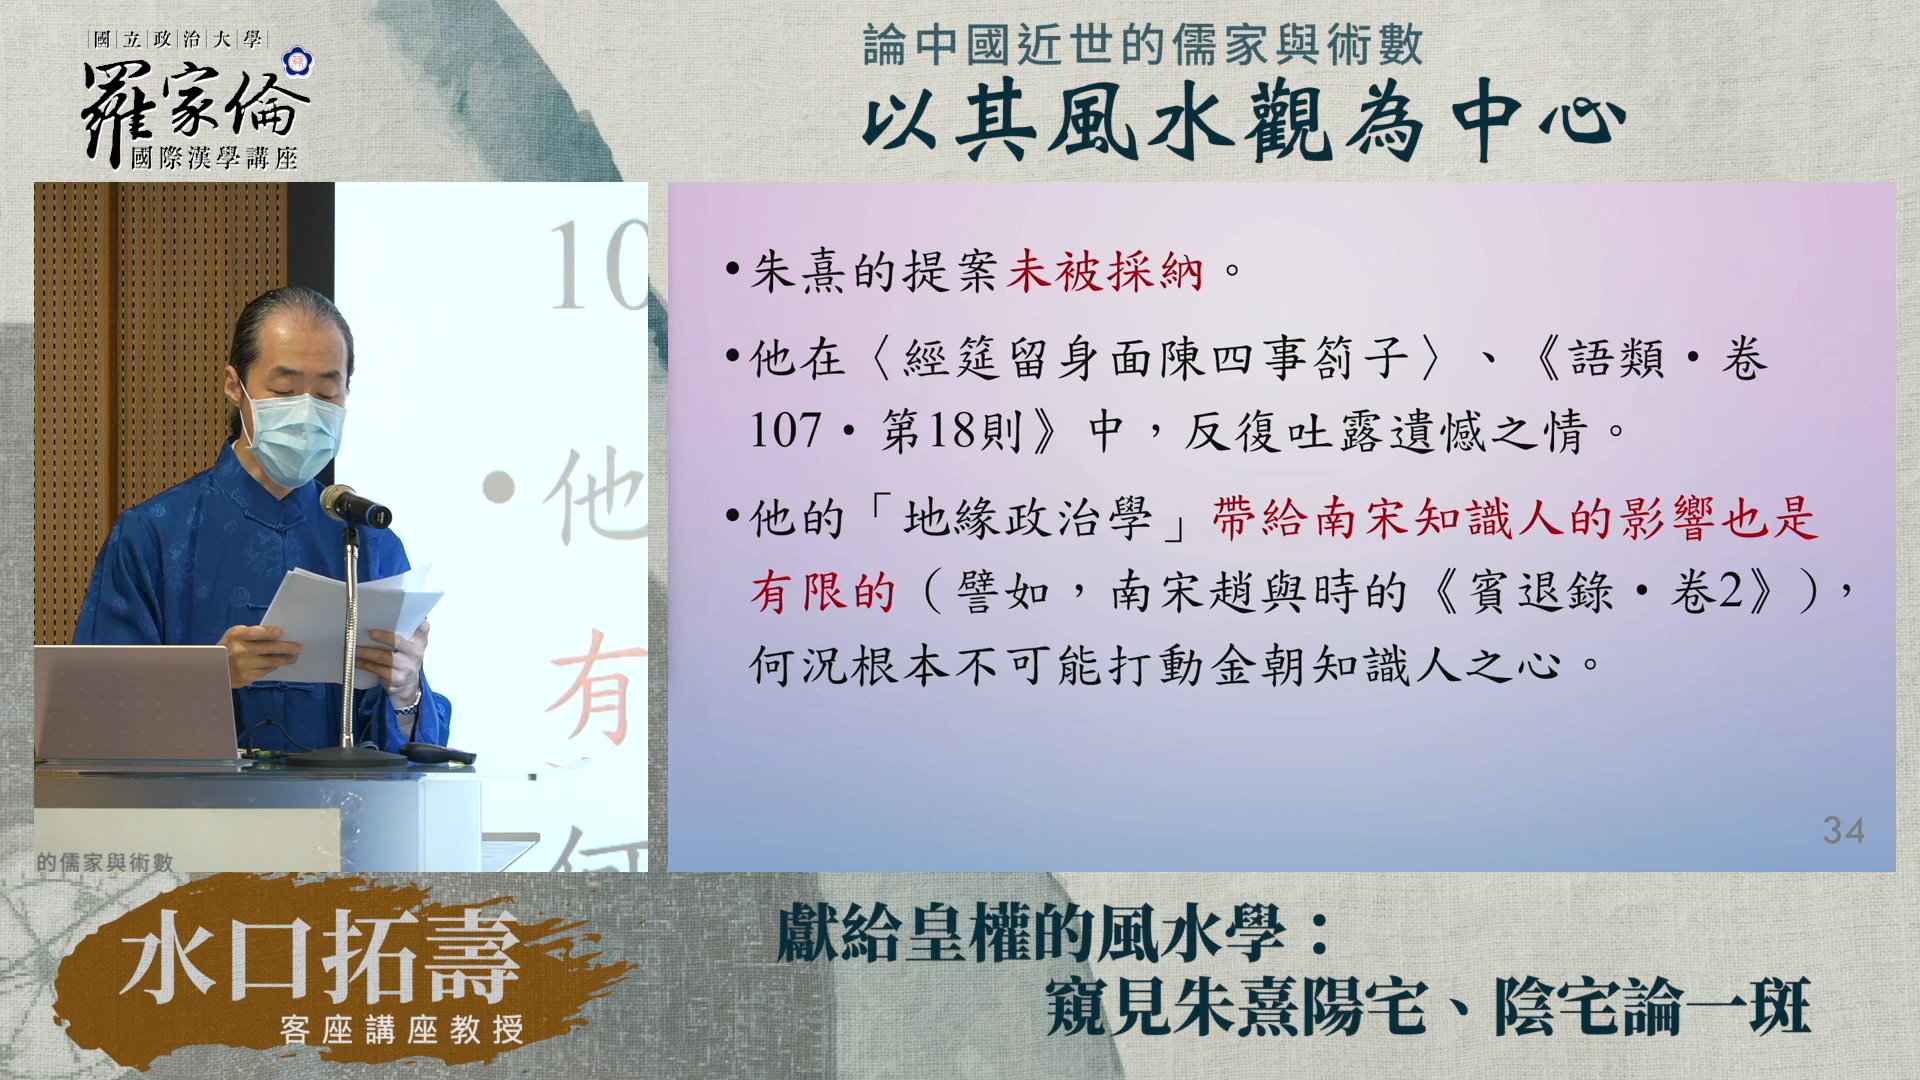 國立政治大學
羅家倫
國際漢學講座
論中國近世的儒家與術數
以其風水觀為中心
10
•他
有
何
的儒家與術數
•朱熹的提案未被採納。
•他在〈經筵留身面陳四事劄子〉、《語類・卷
107・第18則》中，反復吐露遺憾之情。
•他的「地緣政治學」帶給南宋知識人的影響也是
有限的（譬如，南宋趙與時的《賓退錄・卷2》），
何況根本不可能打動金朝知識人之心。
34
水口拓壽
客座講座教授
獻給皇權的風水學：
窺見朱熹陽宅、陰宅論一斑